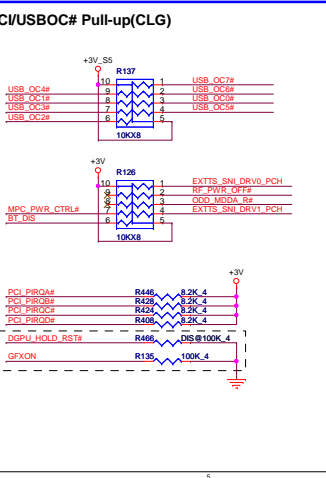 CI/USBOC# Pull-up(CLG)
+3V_S5
R137
10 1 USB_OC7#
USB_OC4# 9 2 USB_OC6#
USB_OC1# 8 3 USB_OC0#
USB_OC3# 7 4 USB_OC5#
USB_OC2# 6 5
10KX8
+3V
R126
10 1 EXTTS_SNI_DRV0_PCH
9 2 RF_PWR_OFF#
8 3 ODD_MDDA_R#
MPC_PWR_CTRL# 7 4 EXTTS_SNI_DRV1_PCH
BT_DIS 6 5
10KX8
+3V
PCI_PIRQA# R446 8.2K_4
PCI_PIRQB# R428 8.2K_4
PCI_PIRQC# R424 8.2K_4
PCI_PIRQD# R408 8.2K_4
DGPU_HOLD_RST# R466 DIS@100K_4
GFXON R135 100K_4
5